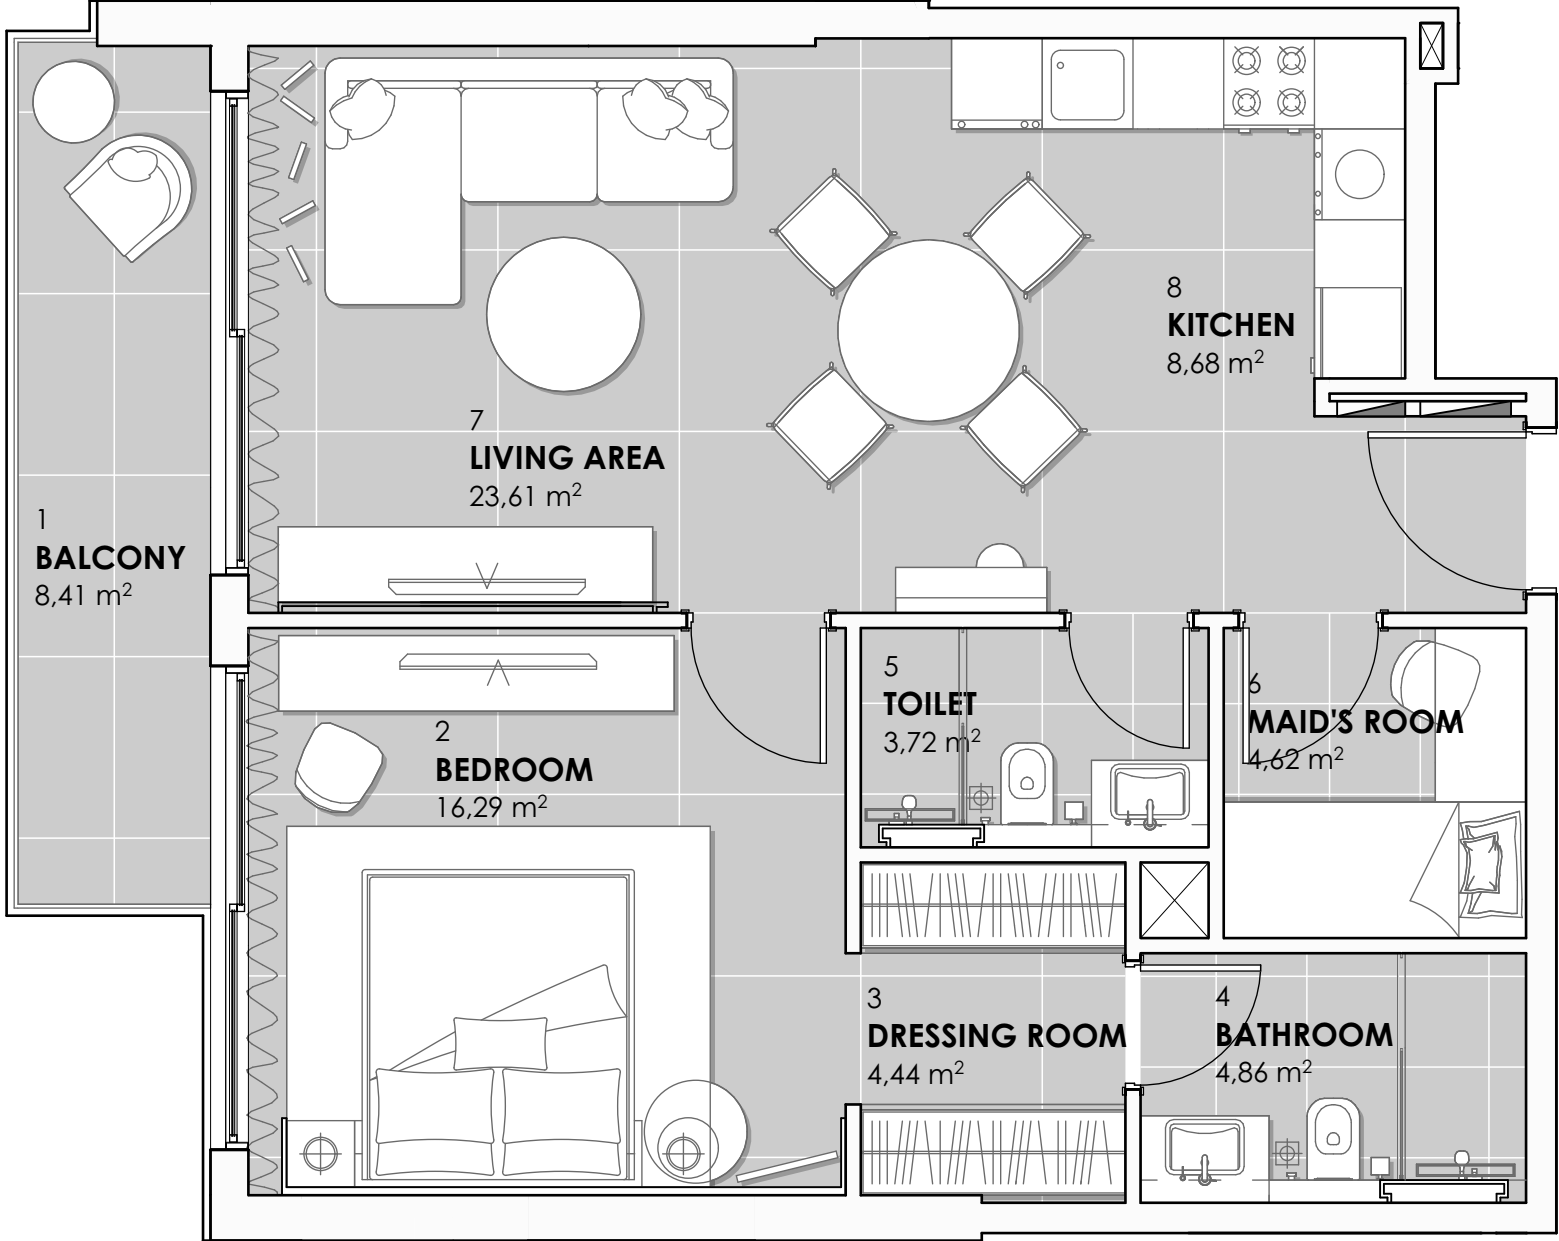 8
KITCHEN
8,68 m²
7
LIVING AREA
23,61 m²
1
BALCONY
8,41 m²
5
TOILET
3,72 m²
6
MAID'S ROOM
4,62 m²
2
BEDROOM
16,29 m²
3
DRESSING ROOM
4,44 m²
4
BATHROOM
4,86 m²